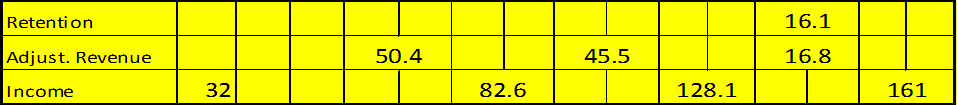 Retention 16.1
Adjust. Revenue 50.4 45.5 16.8
Income 32 82.6 128.1 161